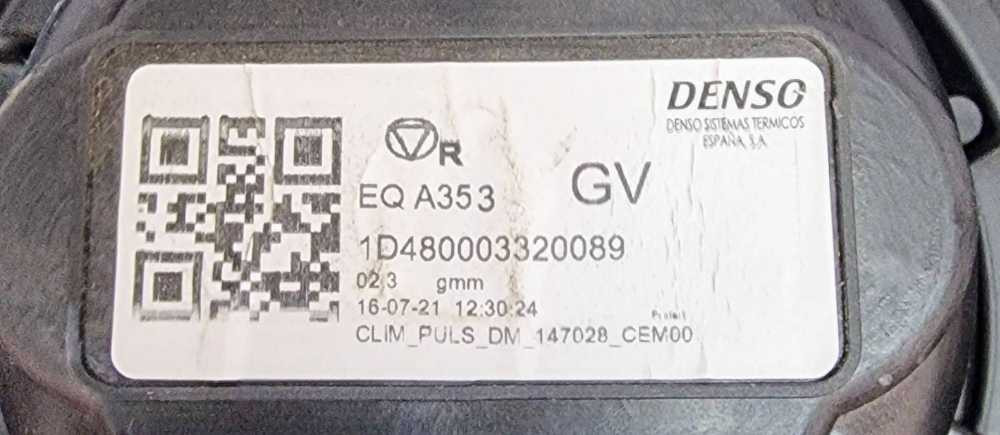 DENSO
DENSO SISTEMAS TERMICOS
ESPAÑA, S.A.
R
GV
EQ A353
1D480003320089
02,3 gmm
16-07-21 12:30:24
CLIM_PULS_DM_147028_CEM00